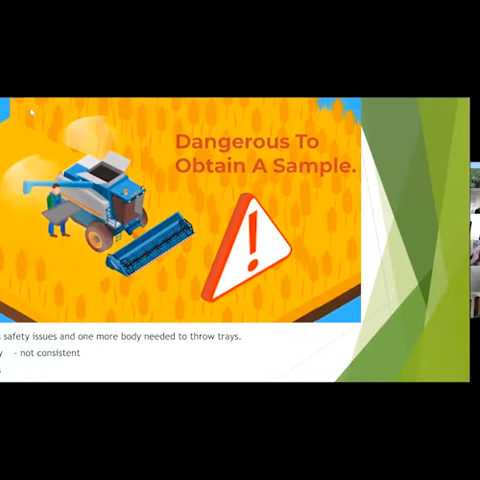 Dangerous To
Obtain A Sample.
safety issues and one more body needed to throw trays.
- not consistent